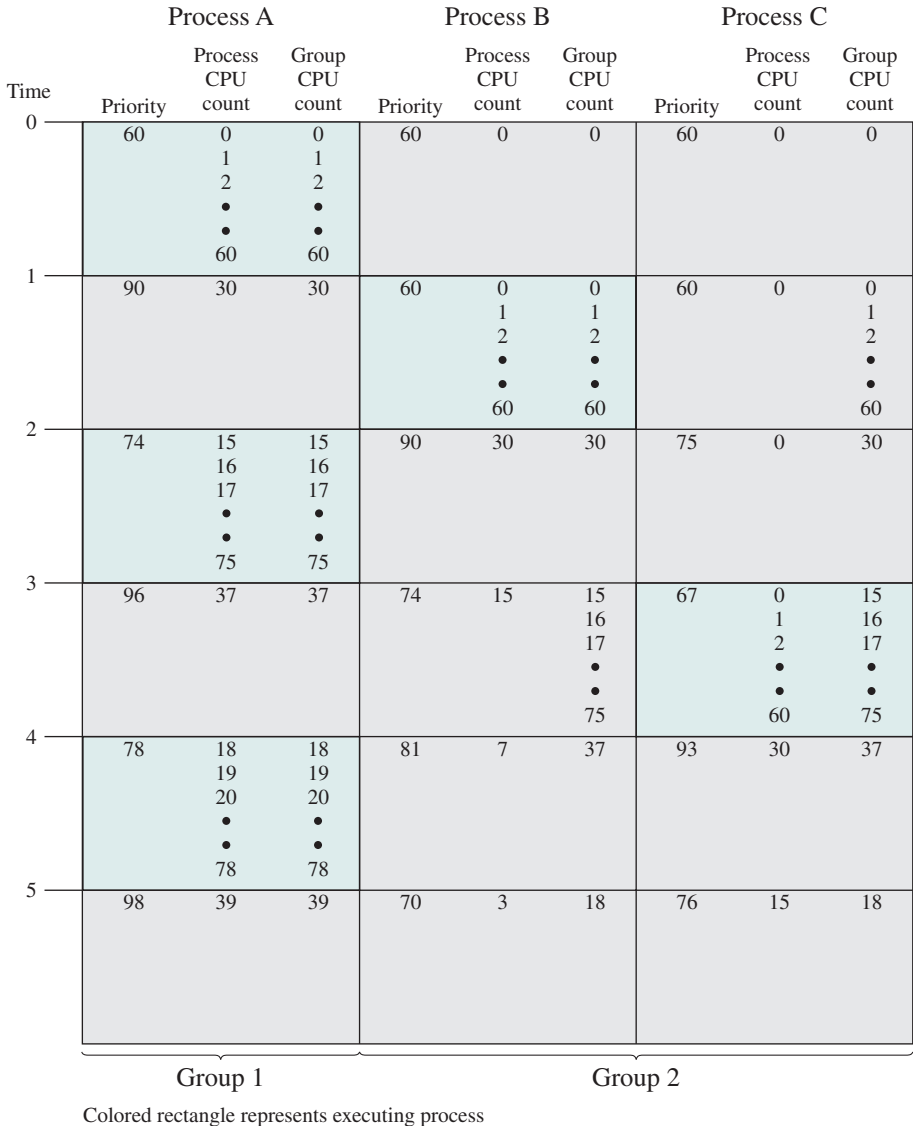 Process A Process B Process C
Process Group Process Group Process Group
CPU CPU CPU CPU CPU CPU
Time Priority count count Priority count count Priority count count
0 60 0 0 60 0 0 60 0 0
1 1
2 2
• •
• •
60 60
1 90 30 30 60 0 0 60 0 0
1 1 1
2 2 2
• • •
• • •
60 60 60
2 74 15 15 90 30 30 75 0 30
16 16
17 17
• •
• •
75 75
3 96 37 37 74 15 15 67 0 15
16 1 16
17 2 17
• • •
• • •
75 60 75
4 78 18 18 81 7 37 93 30 37
19 19
20 20
• •
• •
78 78
5 98 39 39 70 3 18 76 15 18
Group 1 Group 2
Colored rectangle represents executing process